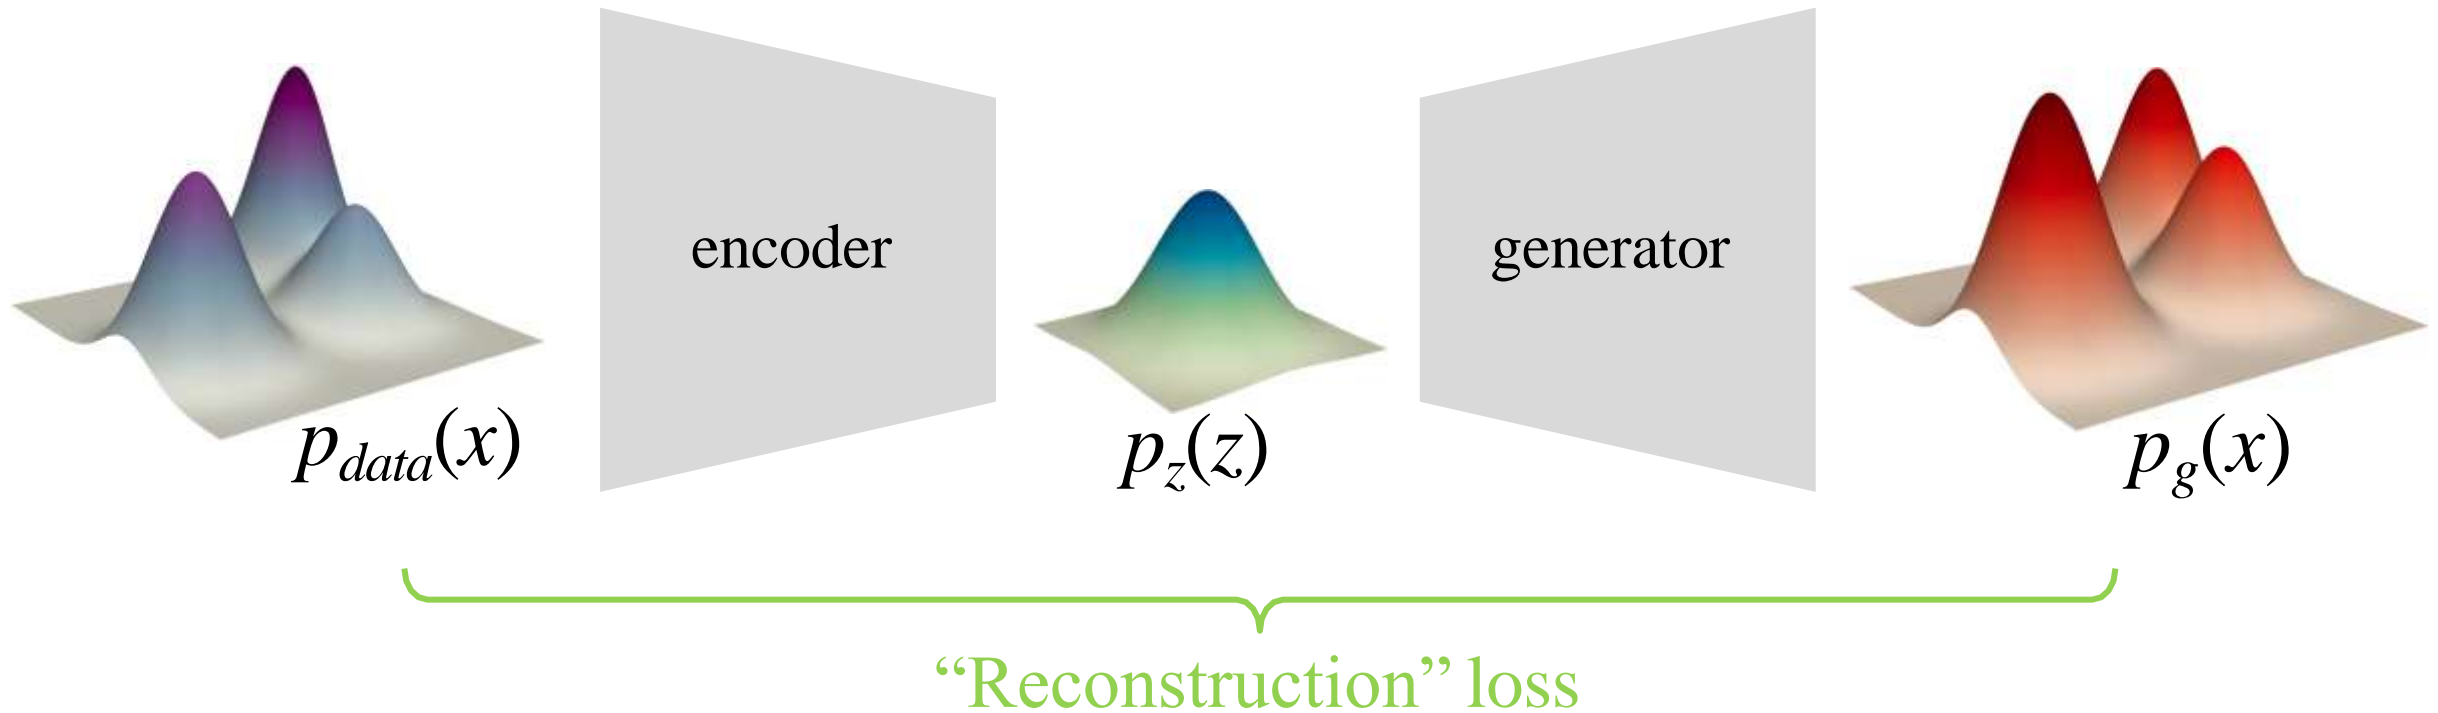 encoder
generator
p_data(x)
p_z(z)
p_g(x)
“Reconstruction” loss